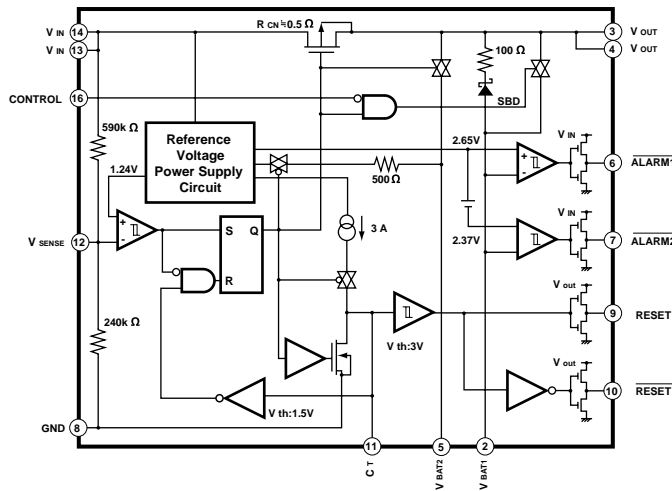 R CN ≒0.5 Ω
V IN 14
3 V OUT
V IN 13
4 V OUT
100 Ω
CONTROL 16
SBD
590k Ω
Reference
Voltage
Power Supply
Circuit
2.65V
V IN
+
-
6 ALARM1
1.24V
500 Ω
+
-
V SENSE 12
S Q
R
3 A
V IN
2.37V
7 ALARM2
V out
9 RESET
240k Ω
V th:3V
V out
10 RESET
V th:1.5V
GND 8
11
5
2
C T
V BAT2
V BAT1